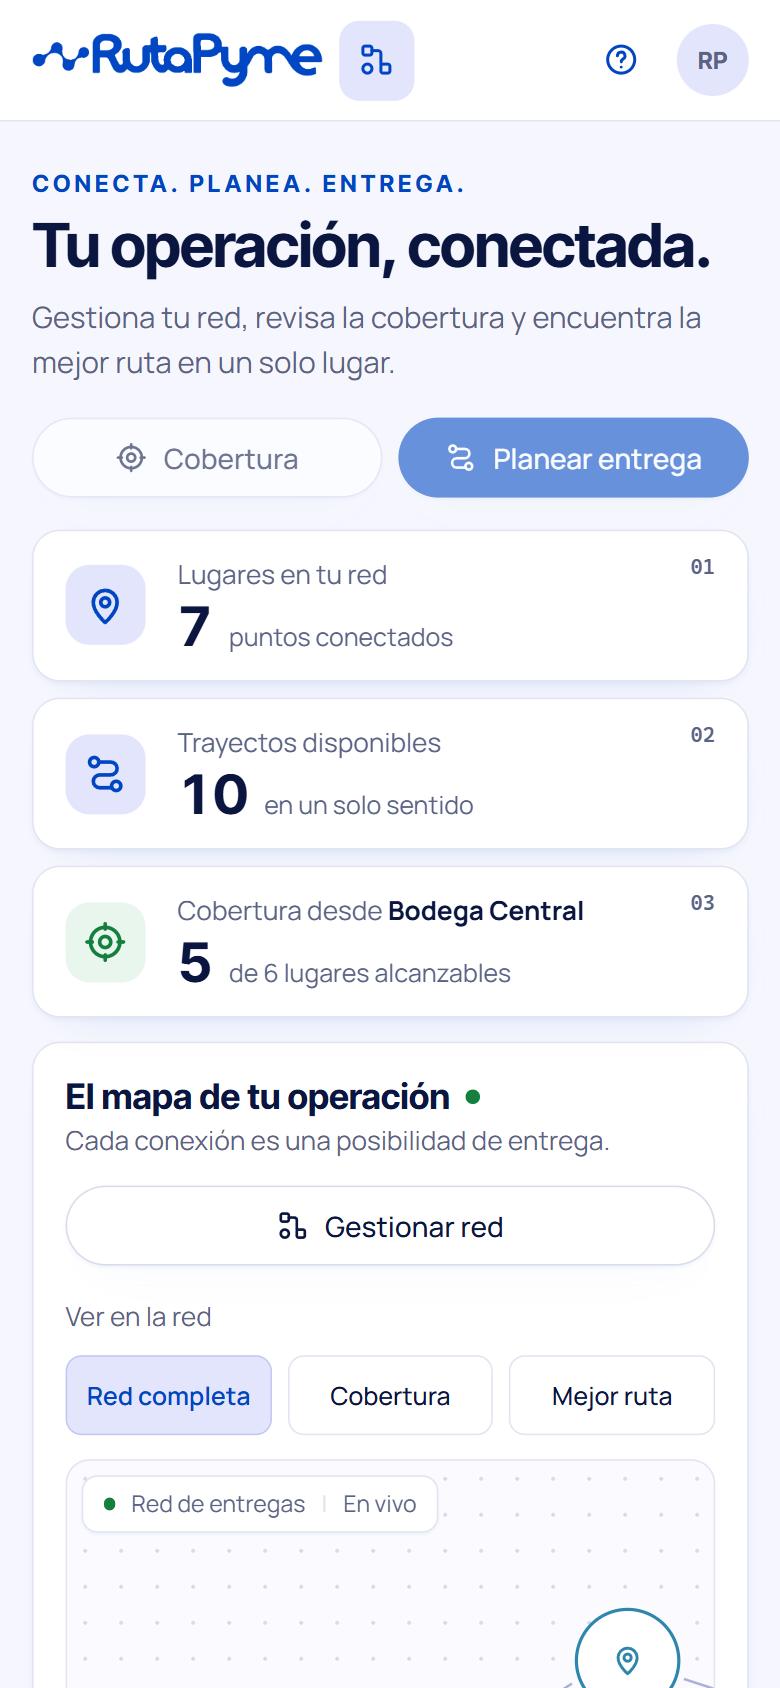 RutaPyme
RP
CONECTA. PLANEA. ENTREGA.
Tu operación, conectada.
Gestiona tu red, revisa la cobertura y encuentra la
mejor ruta en un solo lugar.
Cobertura
Planear entrega
Lugares en tu red
01
7 puntos conectados
Trayectos disponibles
02
10 en un solo sentido
Cobertura desde Bodega Central
03
5 de 6 lugares alcanzables
El mapa de tu operación
Cada conexión es una posibilidad de entrega.
Gestionar red
Ver en la red
Red completa
Cobertura
Mejor ruta
Red de entregas | En vivo